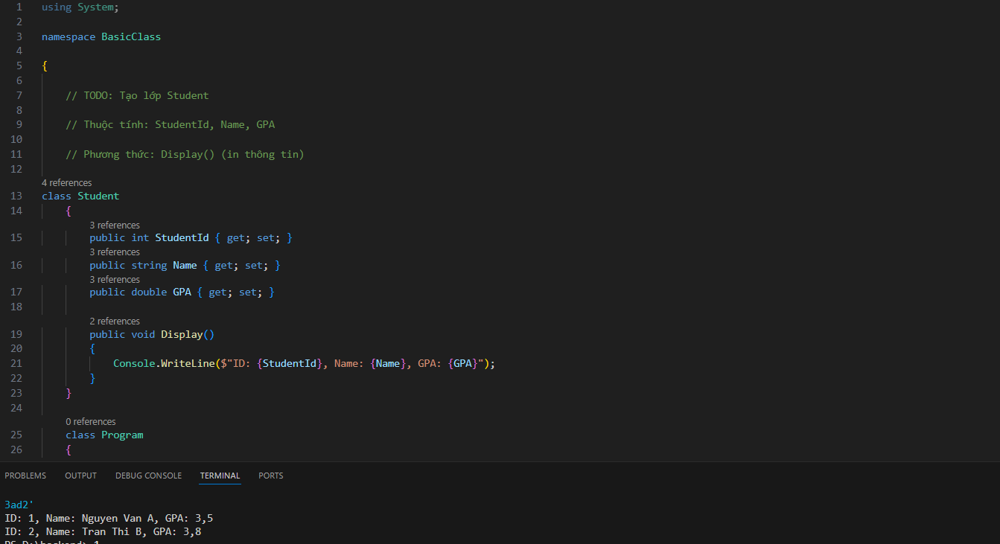 1 using System;
2
3 namespace BasicClass
4
5 {
6
7 // TODO: Tạo lớp Student
8
9 // Thuộc tính: StudentId, Name, GPA
10
11 // Phương thức: Display() (in thông tin)
12
4 references
13 class Student
14 {
3 references
15 public int StudentId { get; set; }
3 references
16 public string Name { get; set; }
3 references
17 public double GPA { get; set; }
18
2 references
19 public void Display()
20 {
21 Console.WriteLine($"ID: {StudentId}, Name: {Name}, GPA: {GPA}");
22 }
23 }
24
0 references
25 class Program
26 {
PROBLEMS OUTPUT DEBUG CONSOLE TERMINAL PORTS
3ad2'
ID: 1, Name: Nguyen Van A, GPA: 3,5
ID: 2, Name: Tran Thi B, GPA: 3,8
PS D:\backend> 1